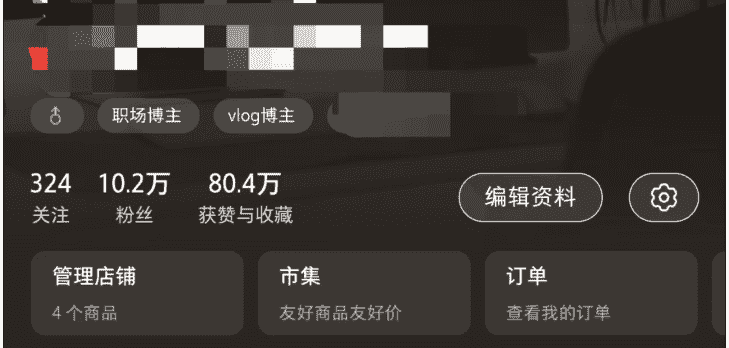 职场博主 vlog博主
324 10.2万 80.4万
关注 粉丝 获赞与收藏
编辑资料
管理店铺 市集 订单
4 个商品 友好商品友好价 查看我的订单